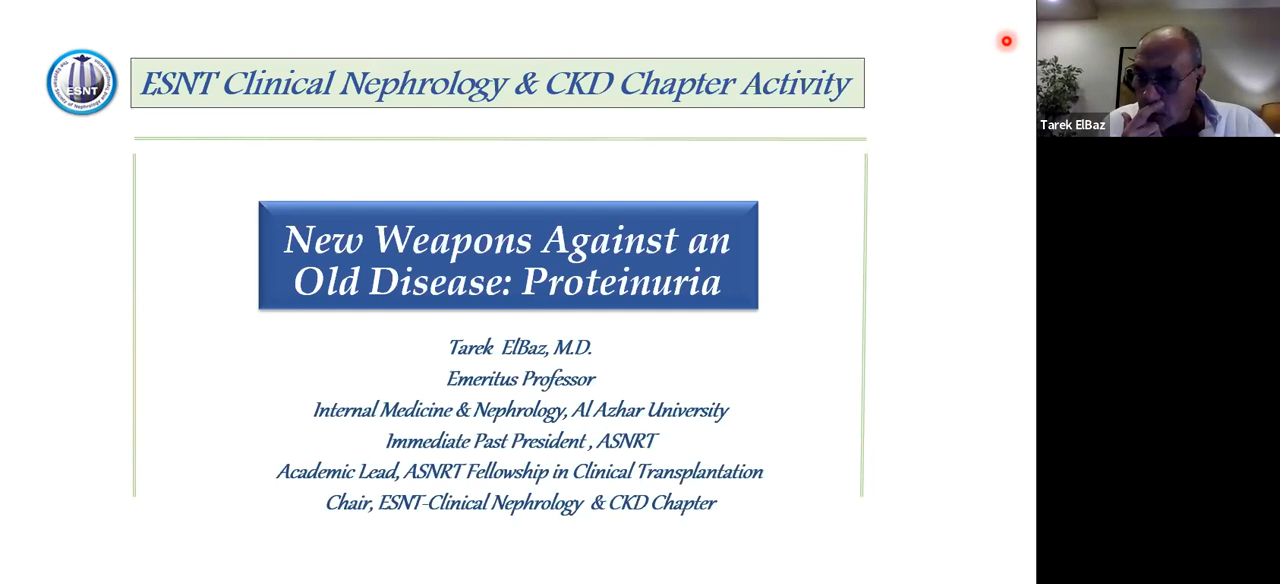 ESNT Clinical Nephrology & CKD Chapter Activity
ESNT
New Weapons Against an
Old Disease: Proteinuria
Tarek ElBaz, M.D.
Emeritus Professor
Internal Medicine & Nephrology, Al Azhar University
Immediate Past President , ASNRT
Academic Lead, ASNRT Fellowship in Clinical Transplantation
Chair, ESNT-Clinical Nephrology & CKD Chapter
Tarek ElBaz